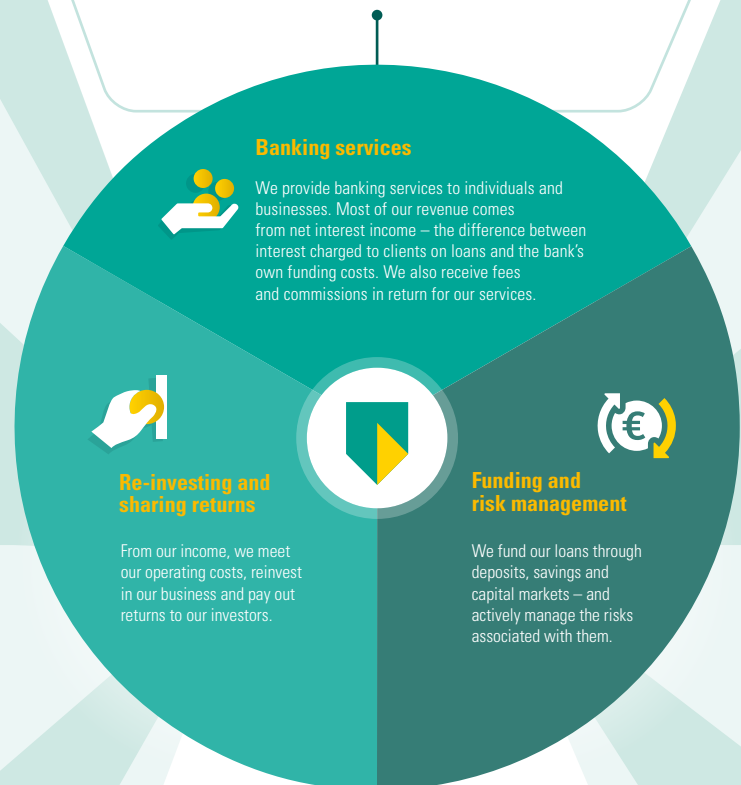 Banking services
We provide banking services to individuals and
businesses. Most of our revenue comes
from net interest income – the difference between
interest charged to clients on loans and the bank's
own funding costs. We also receive fees
and commissions in return for our services.
Re-investing and
sharing returns
From our income, we meet
our operating costs, reinvest
in our business and pay out
returns to our investors.
€
Funding and
risk management
We fund our loans through
deposits, savings and
capital markets – and
actively manage the risks
associated with them.